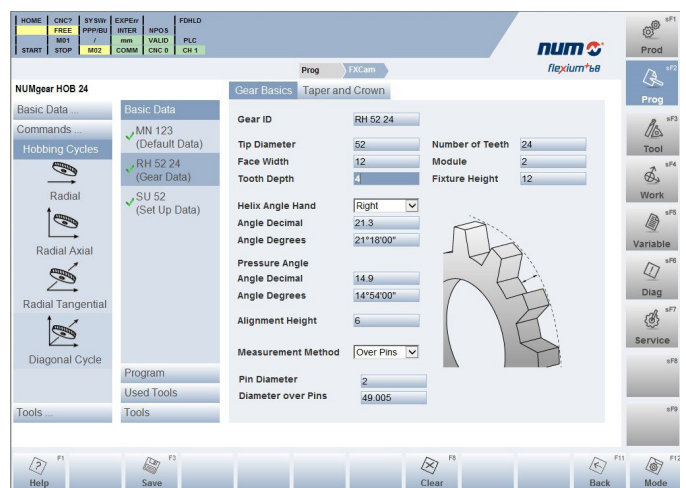 HOME CNC? SYSWr EXPErr FDHLD
FREE PPP/BU INTER NPOS
M01 / mm VALID PLC
START STOP M02 COMM CNC 0 CH 1
num
flexium+68
Prog FXCam
NUMgear HOB 24
Basic Data ...
Commands ...
Hobbing Cycles
Radial
Radial Axial
Radial Tangential
Diagonal Cycle
Tools ...
Basic Data
MN 123
(Default Data)
RH 52 24
(Gear Data)
SU 52
(Set Up Data)
Program
Used Tools
Tools
Gear Basics Taper and Crown
Gear ID RH 52 24
Tip Diameter 52 Number of Teeth 24
Face Width 12 Module 2
Tooth Depth 4 Fixture Height 12
Helix Angle Hand Right
Angle Decimal 21.3
Angle Degrees 21°18'00"
Pressure Angle
Angle Decimal 14.9
Angle Degrees 14°54'00"
Alignment Height 6
Measurement Method Over Pins
Pin Diameter 2
Diameter over Pins 49.005
sF1
Prod
sF2
Prog
sF3
Tool
sF4
Work
sF5
Variable
sF6
Diag
sF7
Service
sF8
sF9
F1 F3 F8 F11 F12
Help Save Clear Back Mode